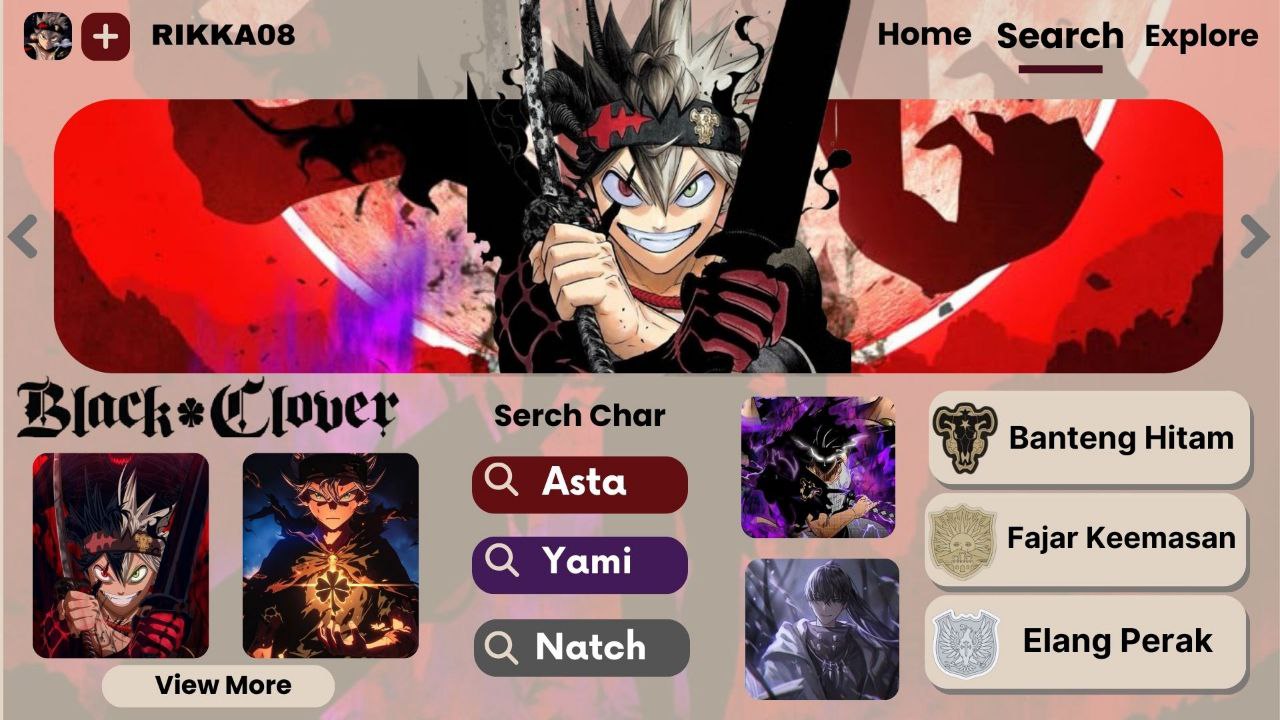 RIKKA08
Home Search Explore
Black Clover
View More
Serch Char
Asta
Yami
Natch
Banteng Hitam
Fajar Keemasan
Elang Perak